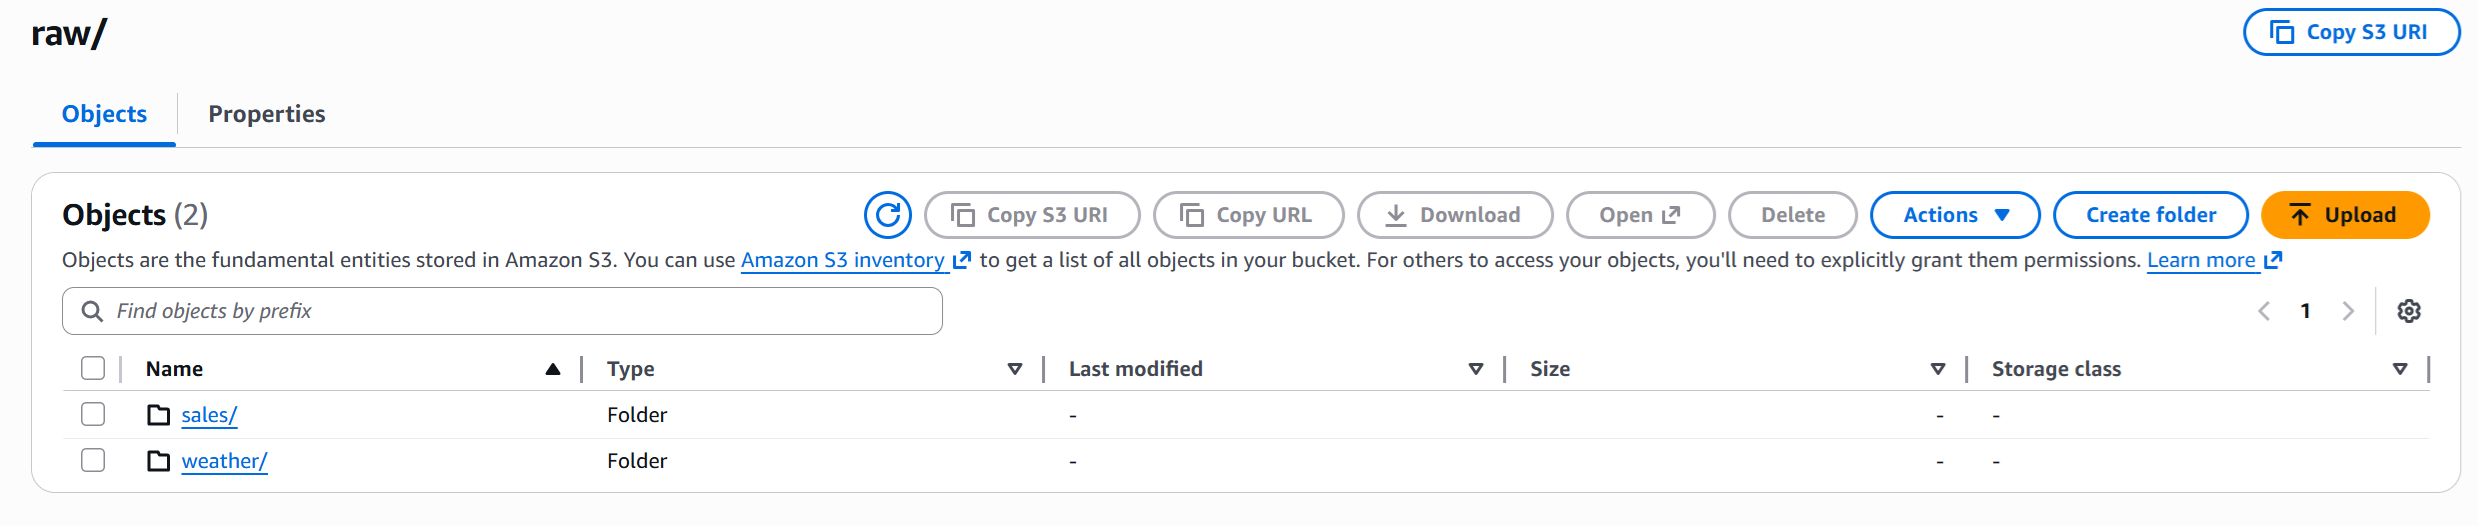 raw/
Copy S3 URI
Objects
Properties
Objects (2)
Copy S3 URI
Copy URL
Download
Open
Delete
Actions
Create folder
Upload
Objects are the fundamental entities stored in Amazon S3. You can use Amazon S3 inventory to get a list of all objects in your bucket. For others to access your objects, you'll need to explicitly grant them permissions. Learn more
Find objects by prefix
1
Name Type Last modified Size Storage class
sales/ Folder - - -
weather/ Folder - - -